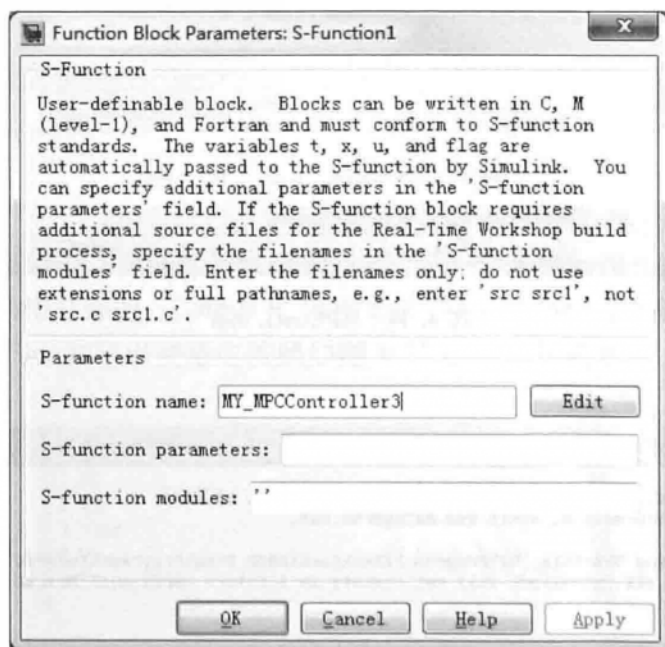 Function Block Parameters: S-Function1
S-Function
User-definable block.  Blocks can be written in C, M
(level-1), and Fortran and must conform to S-function
standards.  The variables t, x, u, and flag are
automatically passed to the S-function by Simulink.  You
can specify additional parameters in the 'S-function
parameters' field. If the S-function block requires
additional source files for the Real-Time Workshop build
process, specify the filenames in the 'S-function
modules' field. Enter the filenames only; do not use
extensions or full pathnames, e.g., enter 'src src1', not
'src.c src1.c'.
Parameters
S-function name: MY_MPCController3 Edit
S-function parameters:
S-function modules: ''
OK Cancel Help Apply